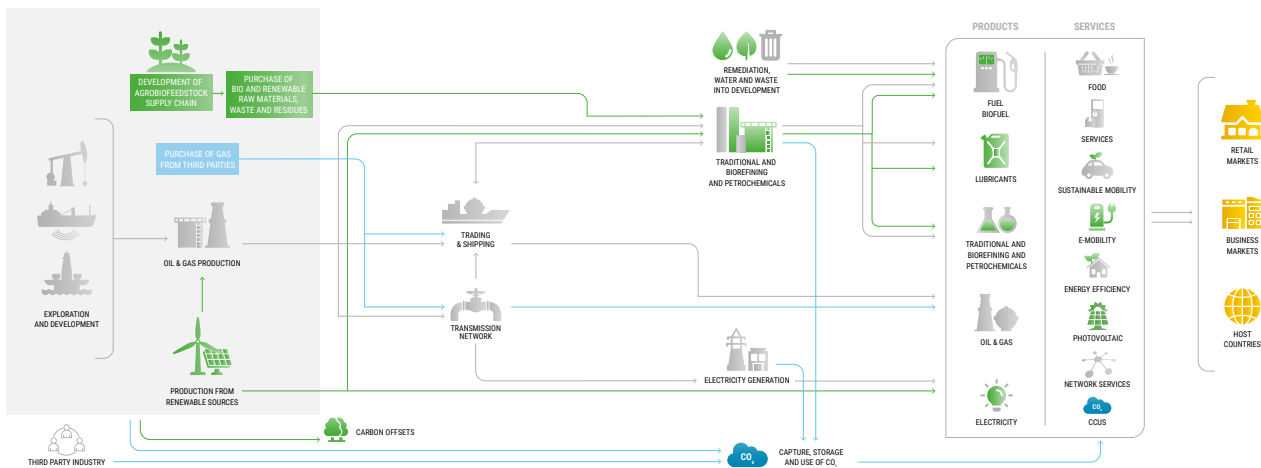 PRODUCTS
SERVICES
DEVELOPMENT OF
AGROBIOFEEDSTOCK
SUPPLY CHAIN
PURCHASE OF
BIO AND RENEWABLE
RAW MATERIALS,
WASTE AND RESIDUES
PURCHASE OF GAS
FROM THIRD PARTIES
OIL & GAS PRODUCTION
EXPLORATION
AND DEVELOPMENT
PRODUCTION FROM
RENEWABLE SOURCES
THIRD PARTY INDUSTRY
CARBON OFFSETS
TRADING
& SHIPPING
TRANSMISSION
NETWORK
REMEDIATION,
WATER AND WASTE
INTO DEVELOPMENT
TRADITIONAL AND
BIOREFINING
AND PETROCHEMICALS
ELECTRICITY GENERATION
CO₂
CAPTURE, STORAGE
AND USE OF CO₂
FUEL
BIOFUEL
LUBRICANTS
TRADITIONAL AND
BIOREFINING AND
PETROCHEMICALS
OIL & GAS
ELECTRICITY
FOOD
SERVICES
SUSTAINABLE MOBILITY
E-MOBILITY
ENERGY EFFICIENCY
PHOTOVOLTAIC
NETWORK SERVICES
CO₂
CCUS
RETAIL
MARKETS
BUSINESS
MARKETS
HOST
COUNTRIES